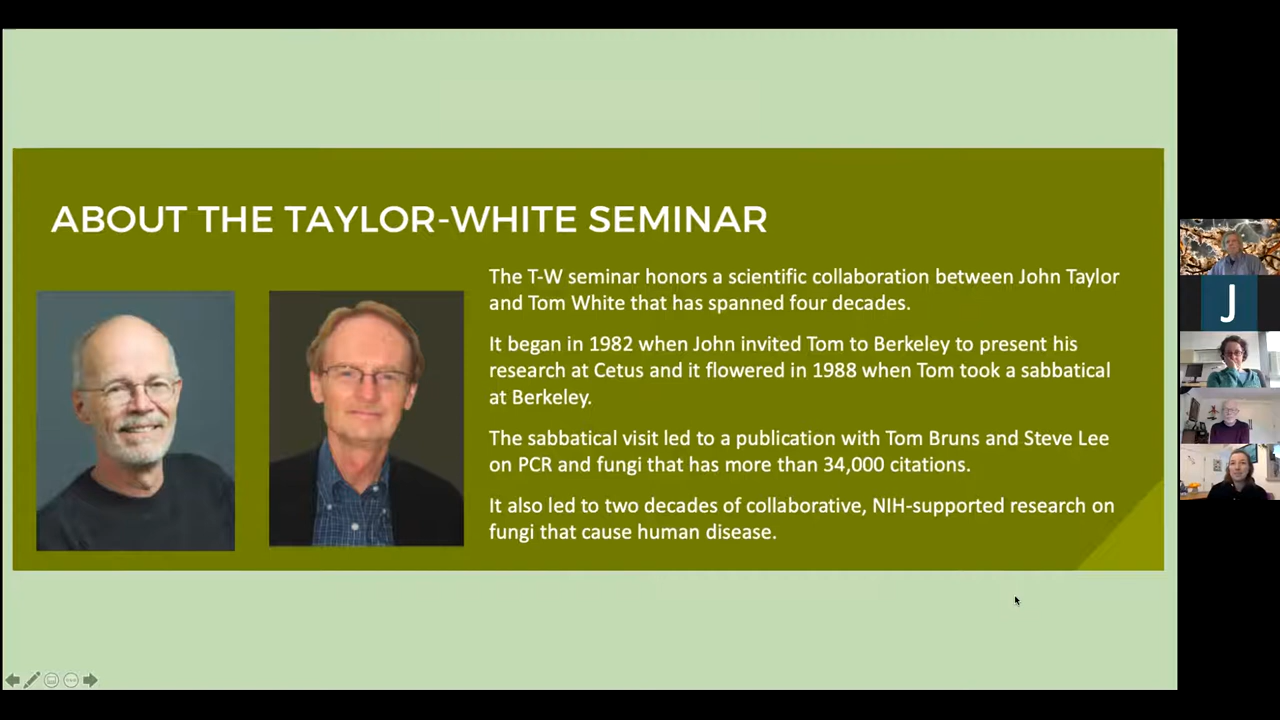 ABOUT THE TAYLOR-WHITE SEMINAR
The T-W seminar honors a scientific collaboration between John Taylor
and Tom White that has spanned four decades.
It began in 1982 when John invited Tom to Berkeley to present his
research at Cetus and it flowered in 1988 when Tom took a sabbatical
at Berkeley.
The sabbatical visit led to a publication with Tom Bruns and Steve Lee
on PCR and fungi that has more than 34,000 citations.
It also led to two decades of collaborative, NIH-supported research on
fungi that cause human disease.
J